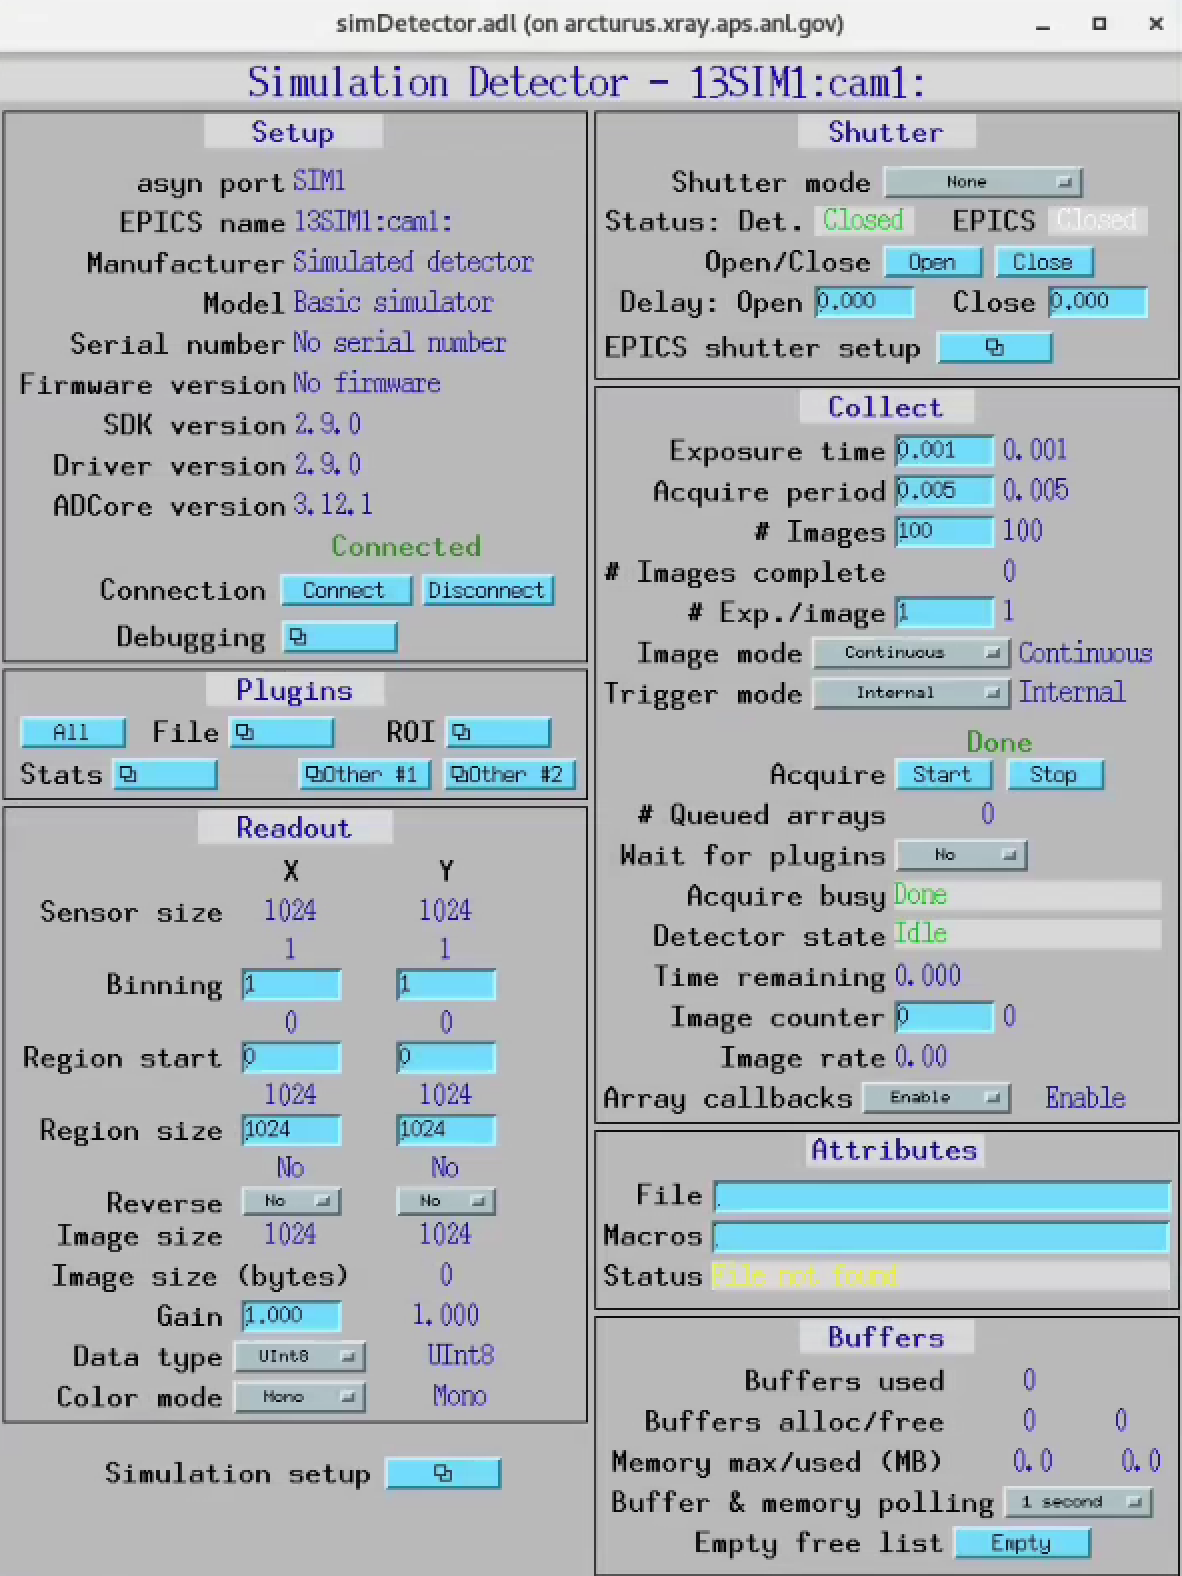 simDetector.adl (on arcturus.xray.aps.anl.gov)
Simulation Detector - 13SIM1:cam1:
Setup
asyn port SIM1
EPICS name 13SIM1:cam1:
Manufacturer Simulated detector
Model Basic simulator
Serial number No serial number
Firmware version No firmware
SDK version 2.9.0
Driver version 2.9.0
ADCore version 3.12.1
Connected
Connection Connect Disconnect
Debugging
Plugins
All File ROI
Stats Other #1 Other #2
Readout
X Y
Sensor size 1024 1024
1 1
Binning 1 1
0 0
Region start 0 0
1024 1024
Region size 1024 1024
No No
Reverse No No
Image size 1024 1024
Image size (bytes) 0
Gain 1.000 1.000
Data type UInt8 UInt8
Color mode Mono Mono
Simulation setup
Shutter
Shutter mode None
Status: Det. Closed EPICS Closed
Open/Close Open Close
Delay: Open 0.000 Close 0.000
EPICS shutter setup
Collect
Exposure time 0.001 0.001
Acquire period 0.005 0.005
# Images 100 100
# Images complete 0
# Exp./image 1 1
Image mode Continuous Continuous
Trigger mode Internal Internal
Done
Acquire Start Stop
# Queued arrays 0
Wait for plugins No
Acquire busy Done
Detector state Idle
Time remaining 0.000
Image counter 0 0
Image rate 0.00
Array callbacks Enable Enable
Attributes
File
Macros
Status File not found
Buffers
Buffers used 0
Buffers alloc/free 0 0
Memory max/used (MB) 0.0 0.0
Buffer & memory polling 1 second
Empty free list Empty